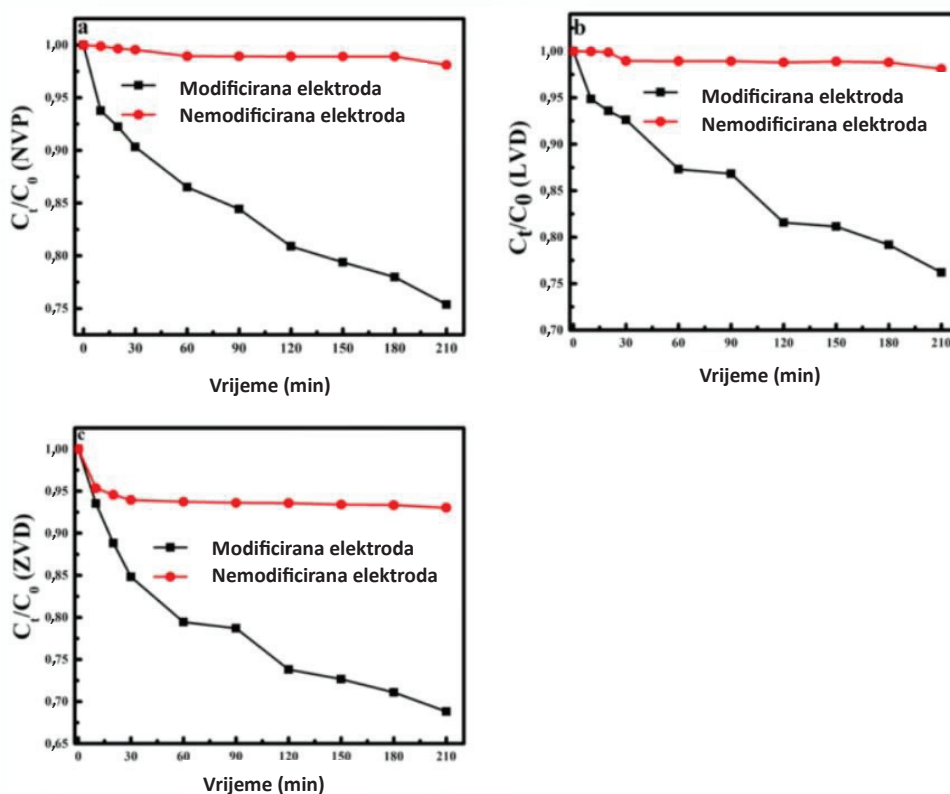 a
1,00
0,95
0,90
0,85
0,80
0,75
C_t/C_0 (NVP)
Modificirana elektroda
Nemodificirana elektroda
0 30 60 90 120 150 180 210
Vrijeme (min)
b
1,00
0,95
0,90
0,85
0,80
0,75
0,70
Ct/C0 (LVD)
Modificirana elektroda
Nemodificirana elektroda
0 30 60 90 120 150 180 210
Vrijeme (min)
c
1,00
0,95
0,90
0,85
0,80
0,75
0,70
0,65
C_t/C_0 (ZVD)
Modificirana elektroda
Nemodificirana elektroda
0 30 60 90 120 150 180 210
Vrijeme (min)